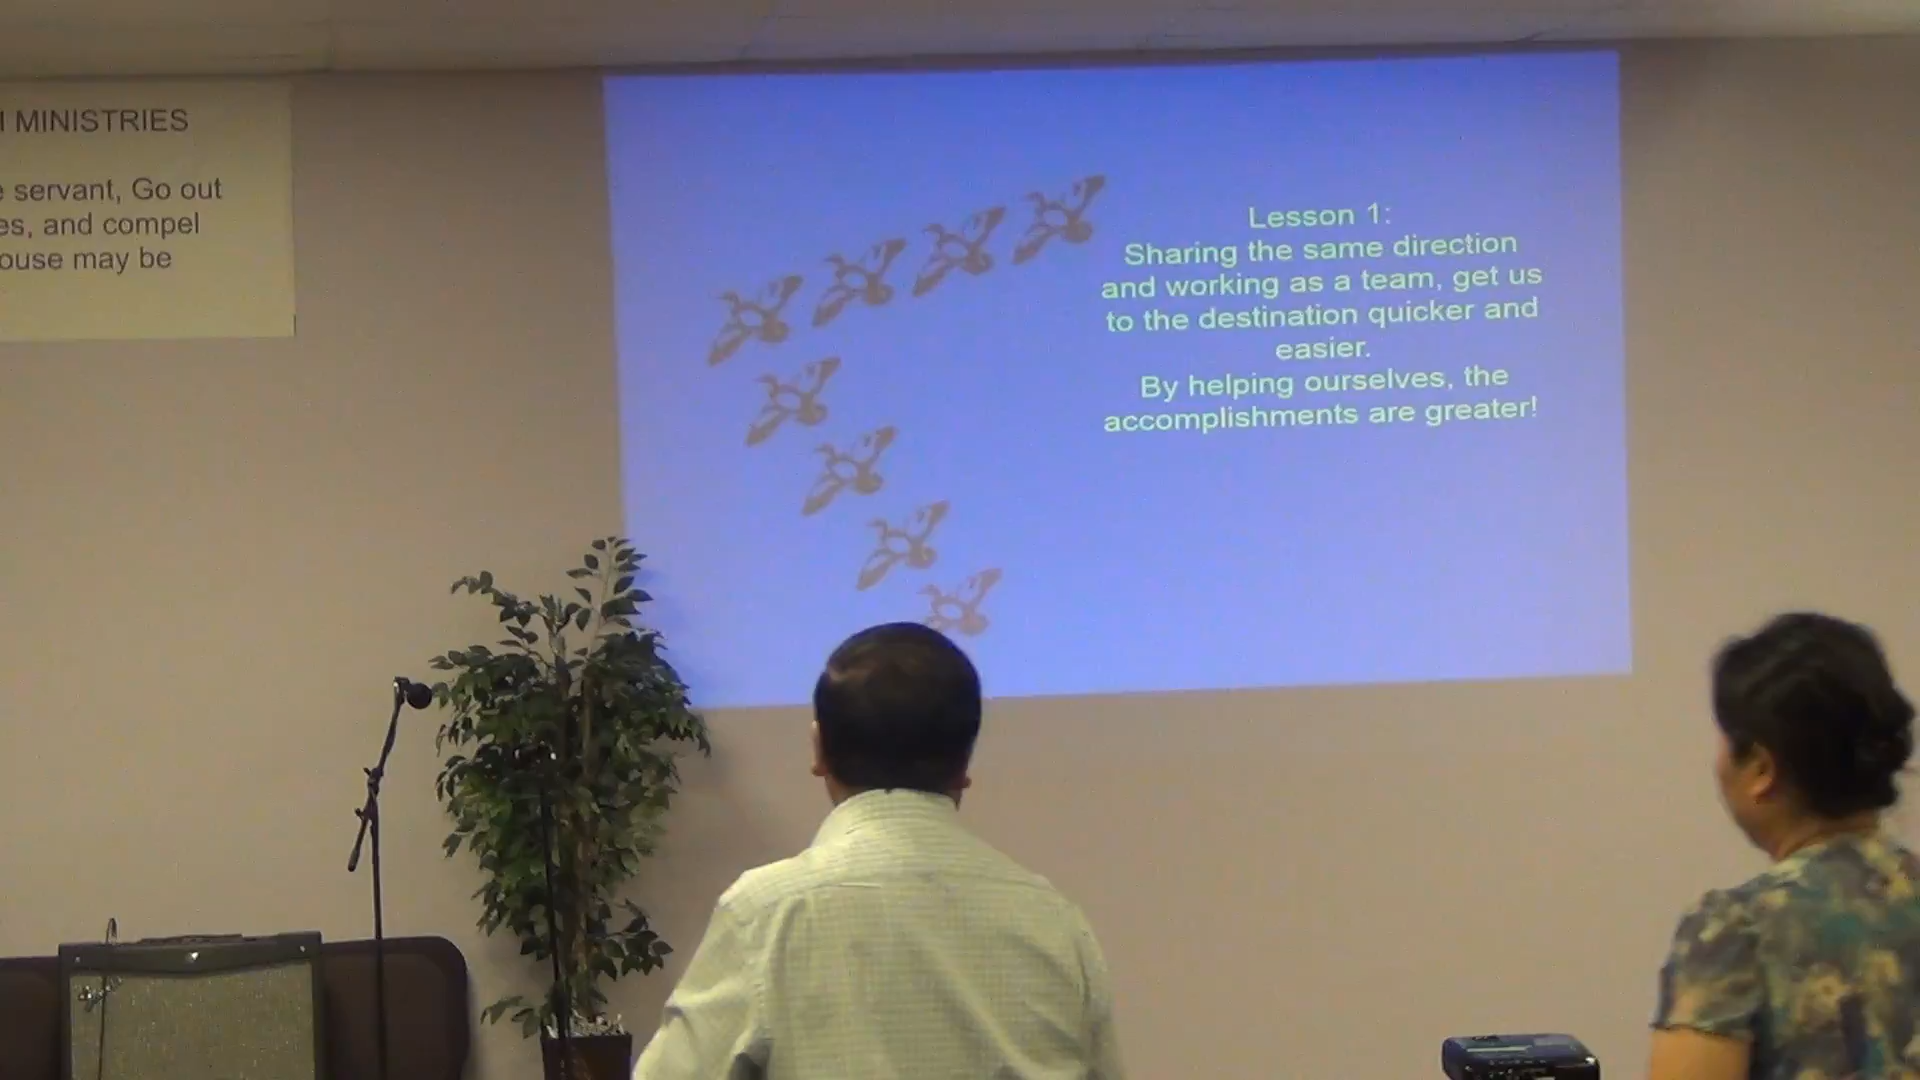 I MINISTRIES
servant, Go out
es, and compel
ouse may be
Lesson 1:
Sharing the same direction
and working as a team, get us
to the destination quicker and
easier.
By helping ourselves, the
accomplishments are greater!